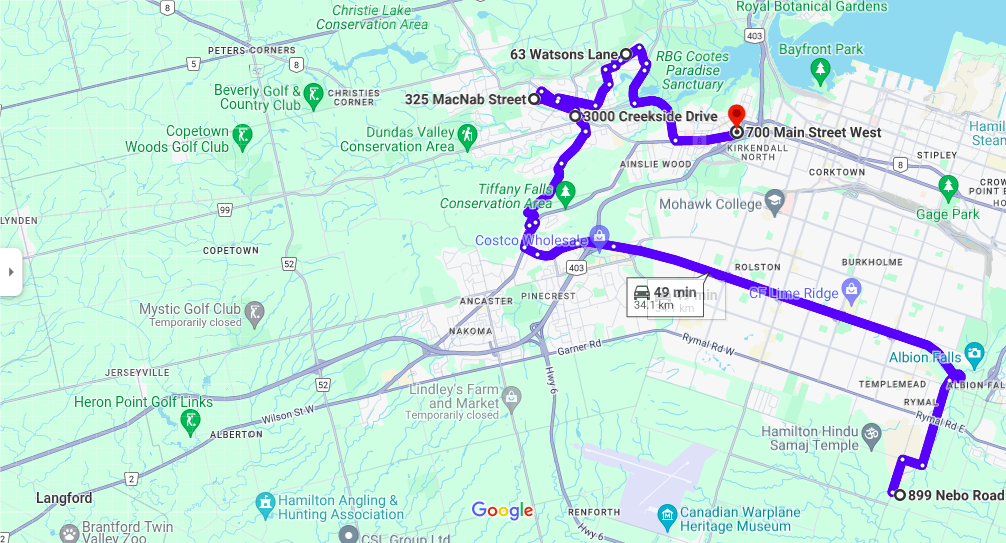 Royal Botanical Gardens
Christie Lake
Conservation Area
403
PETERS CORNERS
8
5
8
63 Watsons Lane
RBG Cootes
Paradise
Sanctuary
Bayfront Park
Beverly Golf &
Country Club
CHRISTIES
CORNER
325 MacNab Street
3000 Creekside Drive
700 Main Street West
Copetown
Woods Golf Club
Dundas Valley
Conservation Area
KIRKENDALL
NORTH
AINSLIE WOOD
STIPLEY
8
CORKTOWN
Tiffany Falls
Conservation Area
Mohawk College
Gage Park
LYNDEN
99
Costco Wholesale
COPETOWN
52
403
ROLSTON
BURKHOLME
49 min
34.1 km
CF Lime Ridge
ANCASTER
PINECREST
Mystic Golf Club
Temporarily closed
NAKOMA
Garner Rd
Rymal Rd W
Albion Falls
JERSEYVILLE
52
Hwy 6
TEMPLEMEAD
ALBION FAL
RYMAL
Rymal Rd E
Lindley's Farm
and Market
Temporarily closed
Heron Point Golf Links
Wilson St W
ALBERTON
Hamilton Hindu
Samaj Temple
2
Langford
899 Nebo Road
Hamilton Angling &
Hunting Association
Google
RENFORTH
Canadian Warplane
Heritage Museum
Hwy 6
Brantford Twin
Valley Zoo
2
CSL Group Ltd